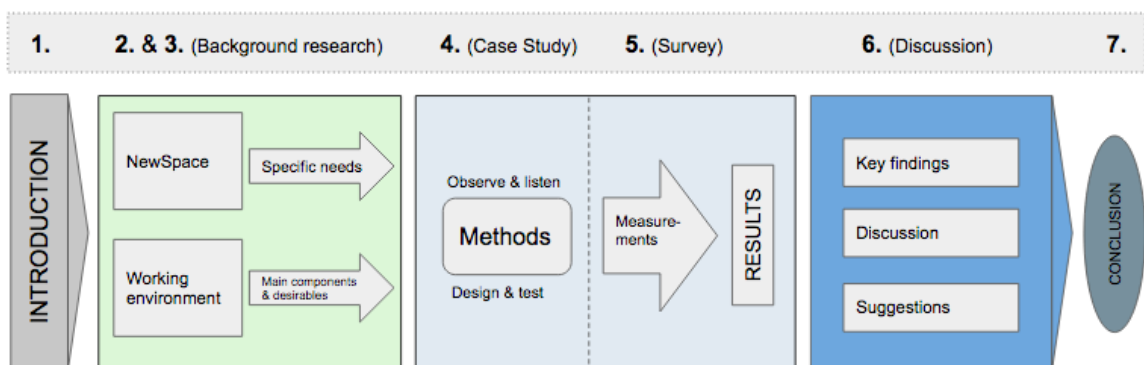 1. 2. & 3. (Background research) 4. (Case Study) 5. (Survey) 6. (Discussion) 7.
INTRODUCTION
NewSpace
Specific needs
Working
environment
Main components
& desirables
Observe & listen
Methods
Design & test
Measure-
ments
RESULTS
Key findings
Discussion
Suggestions
CONCLUSION